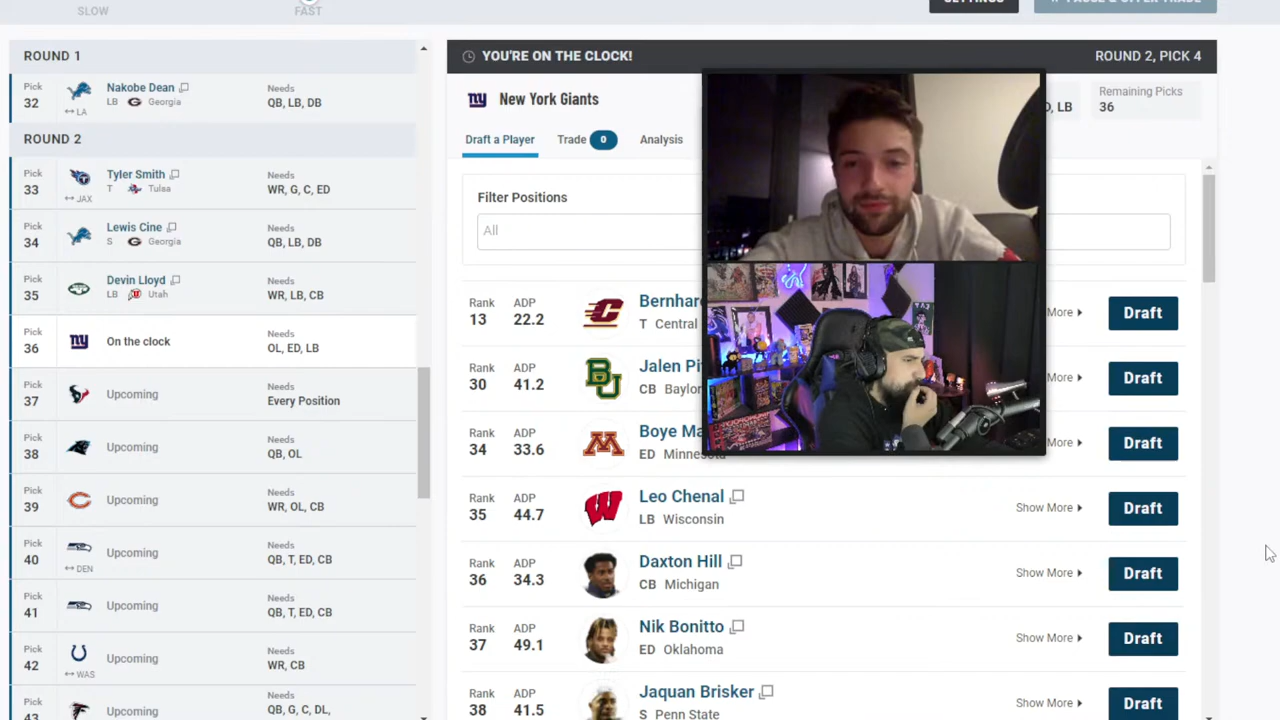 SLOW
FAST
ROUND 1
Pick
32
LA
Nakobe Dean
LB Georgia
Needs
QB, LB, DB
ROUND 2
Pick
33
JAX
Tyler Smith
T Tulsa
Needs
WR, G, C, ED
Pick
34
Lewis Cine
S Georgia
Needs
QB, LB, DB
Pick
35
Devin Lloyd
LB Utah
Needs
WR, LB, CB
Pick
36
On the clock
Needs
OL, ED, LB
Pick
37
Upcoming
Needs
Every Position
Pick
38
Upcoming
Needs
QB, OL
Pick
39
Upcoming
Needs
WR, OL, CB
Pick
40
DEN
Upcoming
Needs
QB, T, ED, CB
Pick
41
Upcoming
Needs
QB, T, ED, CB
Pick
42
WAS
Upcoming
Needs
WR, CB
Pick
Upcoming
Needs
QB, G, C, DL,
YOU'RE ON THE CLOCK!
ROUND 2, PICK 4
ny New York Giants
LB
Remaining Picks
36
Draft a Player
Trade 0
Analysis
Filter Positions
All
Rank
13
ADP
22.2
T Central
More
Draft
Rank
30
ADP
41.2
Jalen
CB Baylor
More
Draft
Rank
34
ADP
33.6
Boye
ED Minnesota
More
Draft
Rank
35
ADP
44.7
Leo Chenal
LB Wisconsin
Show More
Draft
Rank
36
ADP
34.3
Daxton Hill
CB Michigan
Show More
Draft
Rank
37
ADP
49.1
Nik Bonitto
ED Oklahoma
Show More
Draft
Rank
38
ADP
41.5
Jaquan Brisker
S Penn State
Show More
Draft